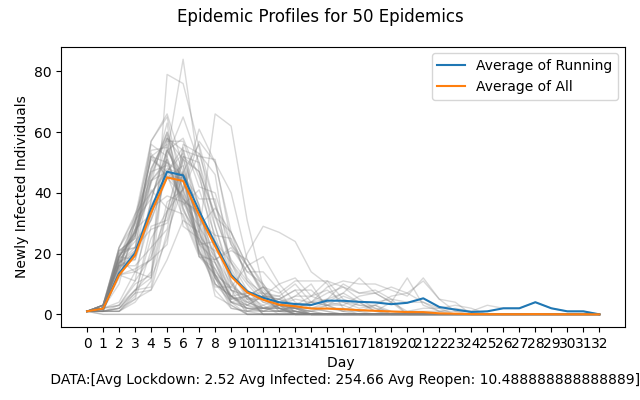 Epidemic Profiles for 50 Epidemics
Average of Running
Average of All
Newly Infected Individuals
80
60
40
20
0
0 1 2 3 4 5 6 7 8 9 1011121314151617181920212223242526272829303132
Day
DATA:[Avg Lockdown: 2.52 Avg Infected: 254.66 Avg Reopen: 10.488888888888889]